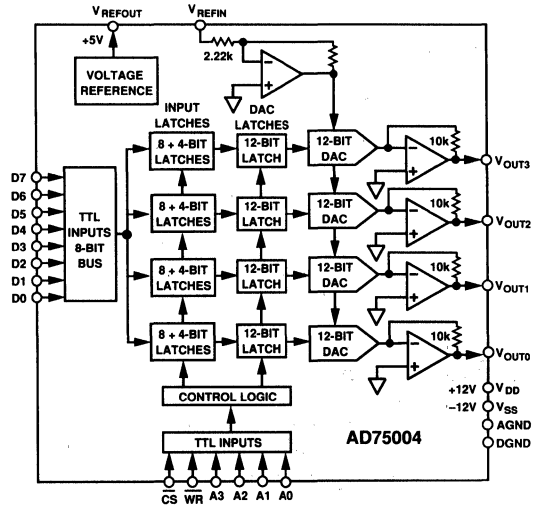 VREFOUT
VREFIN
+5V
2.22k
VOLTAGE
REFERENCE
INPUT
LATCHES
DAC
LATCHES
8 + 4-BIT
LATCHES
12-BIT
LATCH
12-BIT
DAC
10k
VOUT3
8 + 4-BIT
LATCHES
12-BIT
LATCH
12-BIT
DAC
10k
VOUT2
8 + 4-BIT
LATCHES
12-BIT
LATCH
12-BIT
DAC
10k
VOUT1
8 + 4-BIT
LATCHES
12-BIT
LATCH
12-BIT
DAC
10k
VOUT0
D7
D6
D5
D4
D3
D2
D1
D0
TTL
INPUTS
8-BIT
BUS
CONTROL LOGIC
TTL INPUTS
+12V VDD
−12V VSS
AGND
DGND
AD75004
CS WR A3 A2 A1 A0